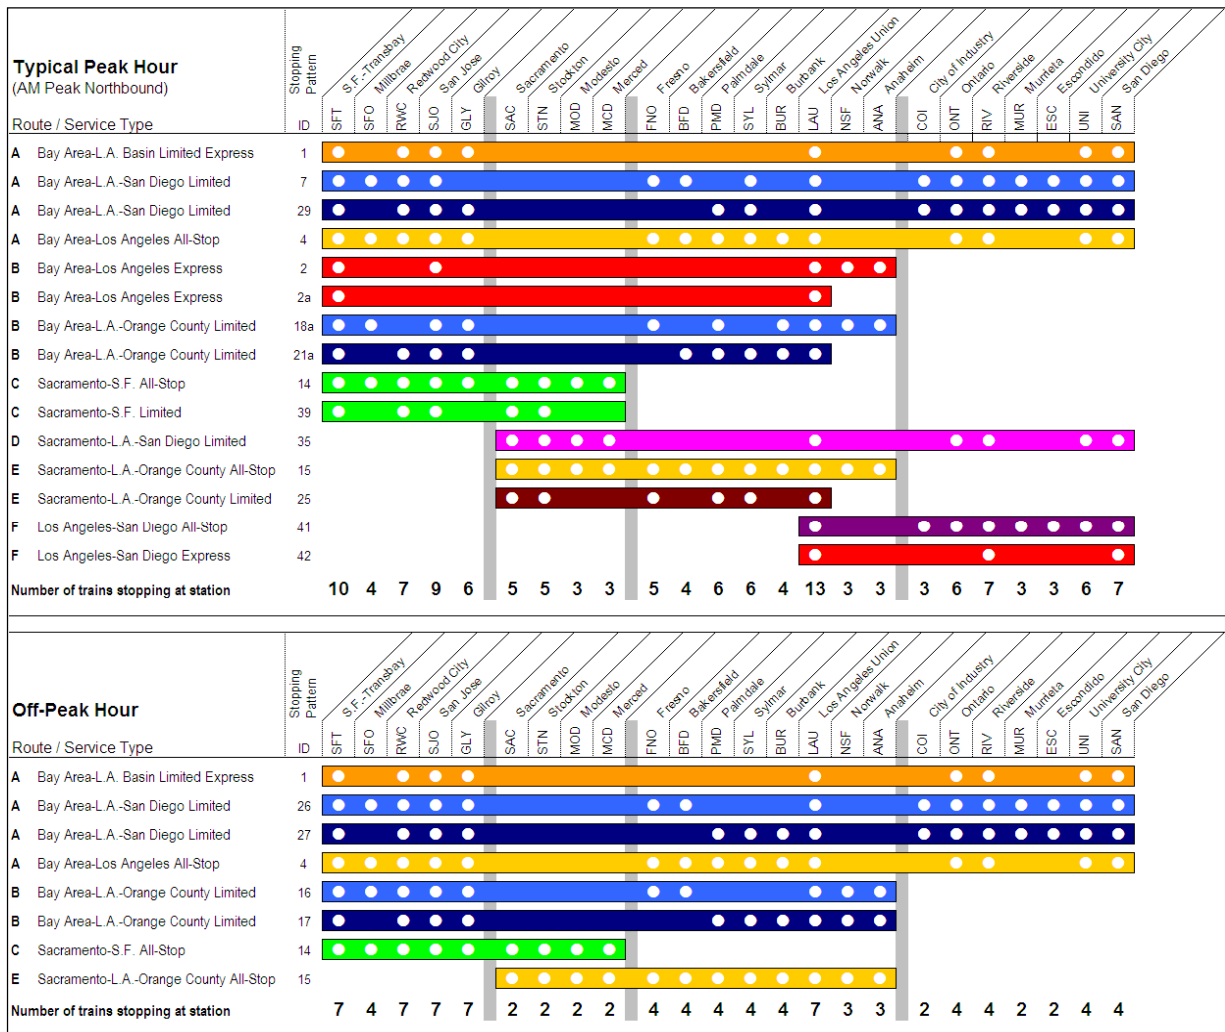 S.F.-Transbay Millbrae Redwood City San Jose Gilroy Sacramento Stockton Modesto Merced Fresno Bakersfield Palmdale Sylmar Burbank Los Angeles Union Norwalk Anaheim City of Industry Ontario Riverside Murrieta Escondido University City San Diego
Typical Peak Hour
(AM Peak Northbound)
Stopping Pattern
Route / Service Type ID SFT SFO RWC SJO GLY SAC STN MOD MCD FNO BFD PMD SYL BUR LAU NSF ANA COI ONT RIV MUR ESC UNI SAN
A Bay Area-L.A. Basin Limited Express 1
A Bay Area-L.A.-San Diego Limited 7
A Bay Area-L.A.-San Diego Limited 29
A Bay Area-Los Angeles All-Stop 4
B Bay Area-Los Angeles Express 2
B Bay Area-Los Angeles Express 2a
B Bay Area-L.A.-Orange County Limited 18a
B Bay Area-L.A.-Orange County Limited 21a
C Sacramento-S.F. All-Stop 14
C Sacramento-S.F. Limited 39
D Sacramento-L.A.-San Diego Limited 35
E Sacramento-L.A.-Orange County All-Stop 15
E Sacramento-L.A.-Orange County Limited 25
F Los Angeles-San Diego All-Stop 41
F Los Angeles-San Diego Express 42
Number of trains stopping at station 10 4 7 9 6 5 5 3 3 5 4 6 6 4 13 3 3 3 6 7 3 3 6 7
S.F.-Transbay Millbrae Redwood City San Jose Gilroy Sacramento Stockton Modesto Merced Fresno Bakersfield Palmdale Sylmar Burbank Los Angeles Union Norwalk Anaheim City of Industry Ontario Riverside Murrieta Escondido University City San Diego
Off-Peak Hour
Stopping Pattern
Route / Service Type ID SFT SFO RWC SJO GLY SAC STN MOD MCD FNO BFD PMD SYL BUR LAU NSF ANA COI ONT RIV MUR ESC UNI SAN
A Bay Area-L.A. Basin Limited Express 1
A Bay Area-L.A.-San Diego Limited 26
A Bay Area-L.A.-San Diego Limited 27
A Bay Area-Los Angeles All-Stop 4
B Bay Area-L.A.-Orange County Limited 16
B Bay Area-L.A.-Orange County Limited 17
C Sacramento-S.F. All-Stop 14
E Sacramento-L.A.-Orange County All-Stop 15
Number of trains stopping at station 7 4 7 7 7 2 2 2 2 4 4 4 4 4 7 3 3 2 4 4 2 2 4 4